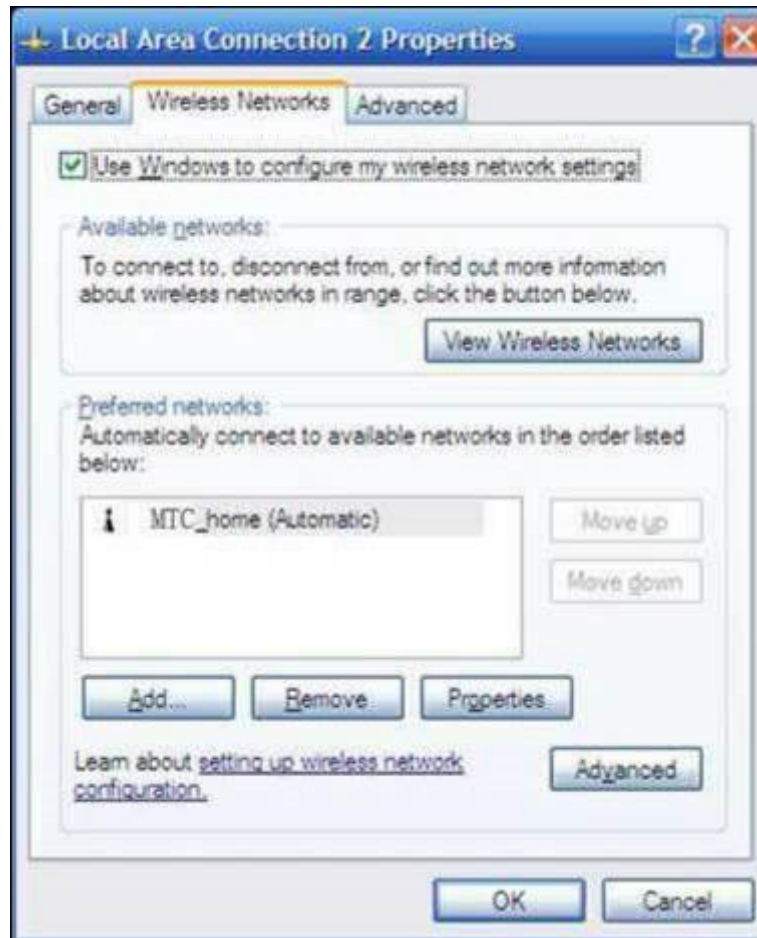 Local Area Connection 2 Properties
General Wireless Networks Advanced
Use Windows to configure my wireless network settings
Available networks:
To connect to, disconnect from, or find out more information
about wireless networks in range, click the button below.
View Wireless Networks
Preferred networks:
Automatically connect to available networks in the order listed
below:
MTC_home (Automatic)
Move up
Move down
Add...
Remove
Properties
Learn about setting up wireless network
configuration.
Advanced
OK
Cancel